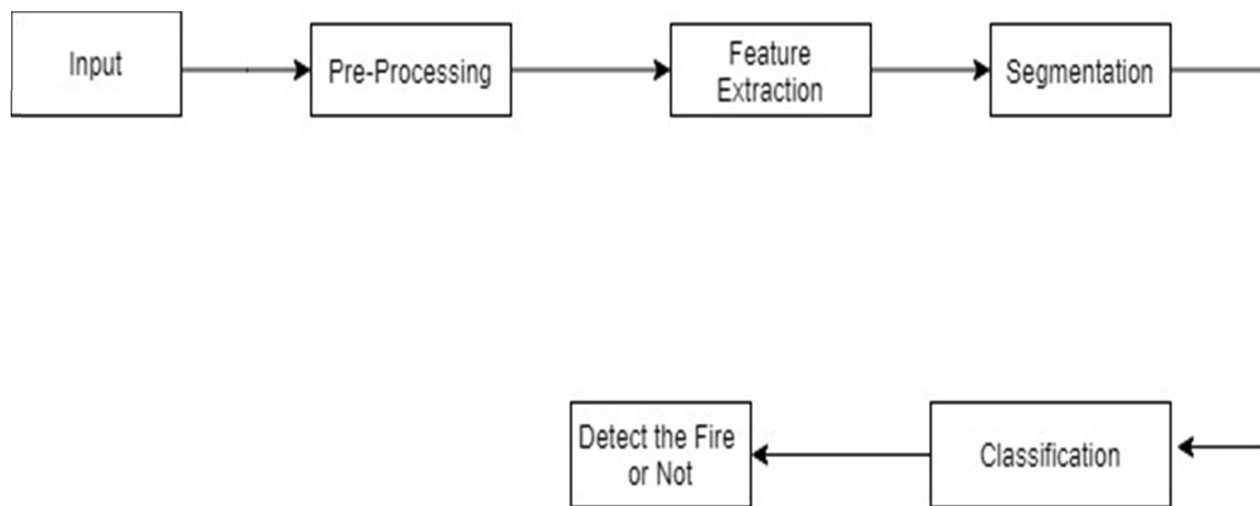 Input
Pre-Processing
Feature
Extraction
Segmentation
Detect the Fire
or Not
Classification